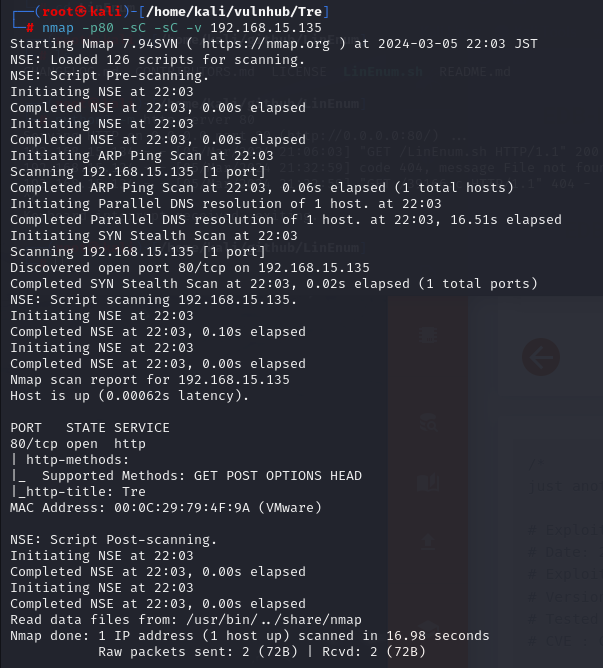 ┌──(root㉿kali)-[/home/kali/vulnhub/Tre]
└─# nmap -p80 -sC -sC -v 192.168.15.135
Starting Nmap 7.94SVN ( https://nmap.org ) at 2024-03-05 22:03 JST
NSE: Loaded 126 scripts for scanning.
NSE: Script Pre-scanning.
Initiating NSE at 22:03
Completed NSE at 22:03, 0.00s elapsed
Initiating NSE at 22:03
Completed NSE at 22:03, 0.00s elapsed
Initiating ARP Ping Scan at 22:03
Scanning 192.168.15.135 [1 port]
Completed ARP Ping Scan at 22:03, 0.06s elapsed (1 total hosts)
Initiating Parallel DNS resolution of 1 host. at 22:03
Completed Parallel DNS resolution of 1 host. at 22:03, 16.51s elapsed
Initiating SYN Stealth Scan at 22:03
Scanning 192.168.15.135 [1 port]
Discovered open port 80/tcp on 192.168.15.135
Completed SYN Stealth Scan at 22:03, 0.02s elapsed (1 total ports)
NSE: Script scanning 192.168.15.135.
Initiating NSE at 22:03
Completed NSE at 22:03, 0.10s elapsed
Initiating NSE at 22:03
Completed NSE at 22:03, 0.00s elapsed
Nmap scan report for 192.168.15.135
Host is up (0.00062s latency).
PORT   STATE SERVICE
80/tcp open  http
| http-methods:
|_  Supported Methods: GET POST OPTIONS HEAD
|_http-title: Tre
MAC Address: 00:0C:29:79:4F:9A (VMware)
NSE: Script Post-scanning.
Initiating NSE at 22:03
Completed NSE at 22:03, 0.00s elapsed
Initiating NSE at 22:03
Completed NSE at 22:03, 0.00s elapsed
Read data files from: /usr/bin/../share/nmap
Nmap done: 1 IP address (1 host up) scanned in 16.98 seconds
           Raw packets sent: 2 (72B) | Rcvd: 2 (72B)